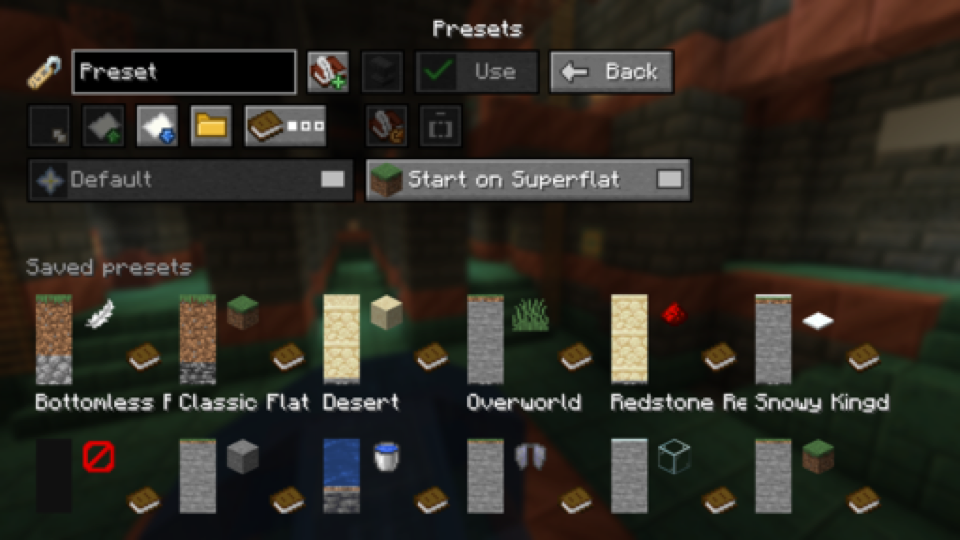 Presets
Preset
Use
Back
Default
Start on Superflat
Saved presets
Bottomless F
Classic Flat
Desert
Overworld
Redstone Re
Snowy Kingd